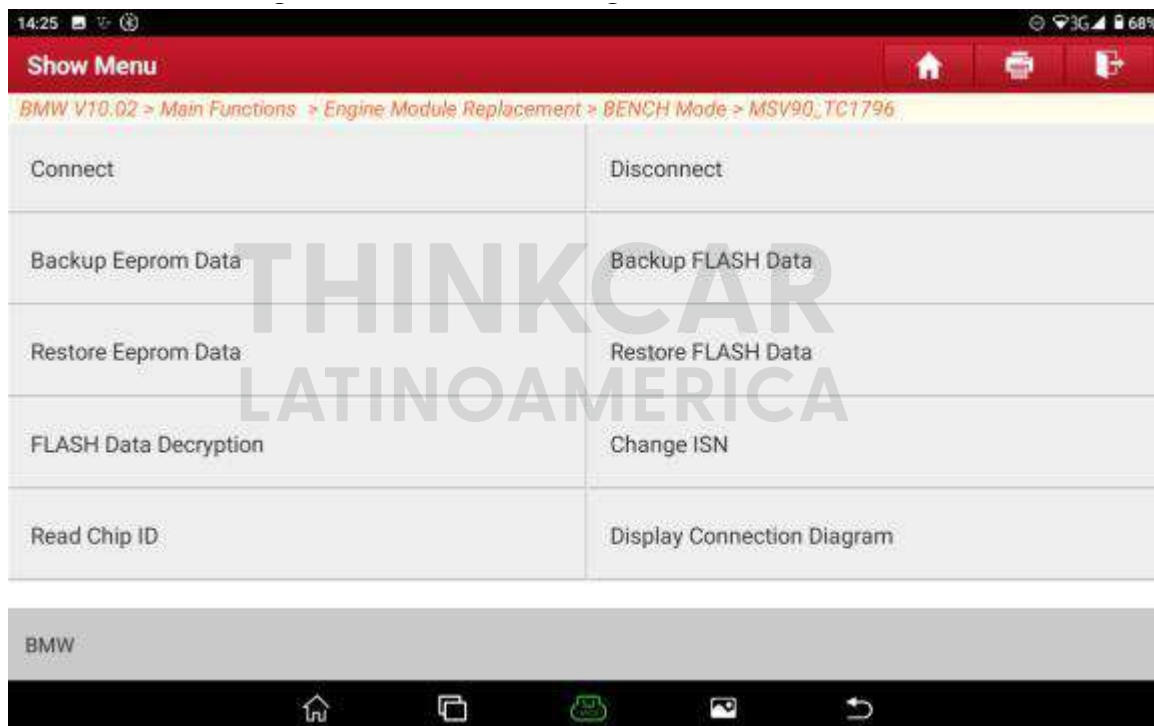 14:25 3G 68%
Show Menu
BMW V10.02 > Main Functions > Engine Module Replacement > BENCH Mode > MSV90_TC1796
Connect Disconnect
Backup Eeprom Data Backup FLASH Data
THINKCAR
Restore Eeprom Data Restore FLASH Data
LATINOAMERICA
FLASH Data Decryption Change ISN
Read Chip ID Display Connection Diagram
BMW